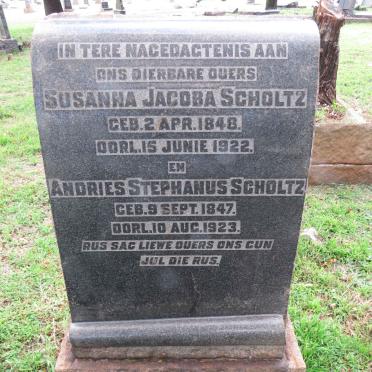 IN TERE NAGEDACTENIS AAN
ONS DIERBARE OUERS
SUSANNA JACOBA SCHOLTZ
GEB. 2 APR. 1848.
OORL. 15 JUNIE 1922.
EN
ANDRIES STEPHANUS SCHOLTZ
GEB. 9 SEPT. 1847.
OORL. 10 AUG. 1923.
RUS SAG LIEWE OUERS ONS GUN
JUL DIE RUS.